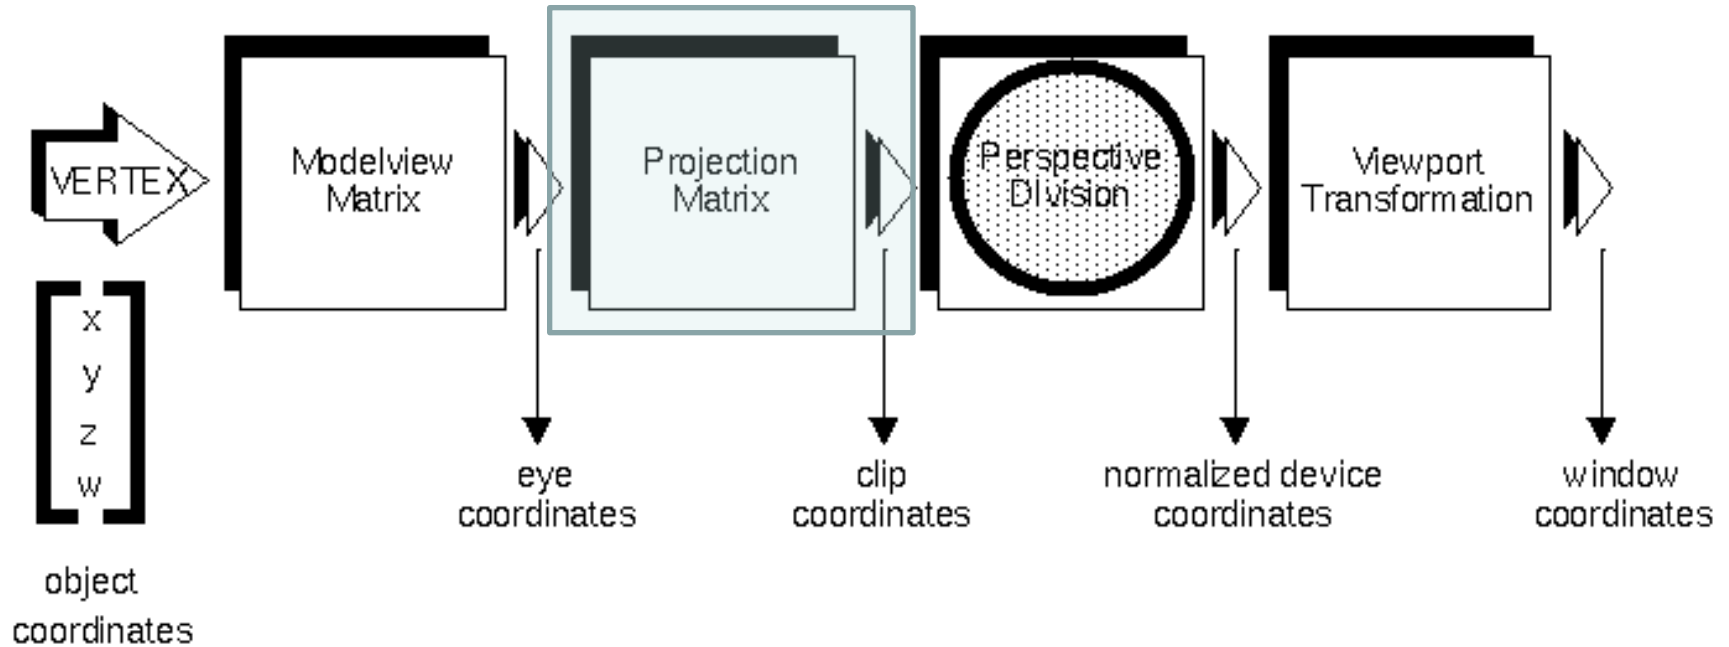 VERTEX
x
y
z
w
object
coordinates
Modelview
Matrix
eye
coordinates
Projection
Matrix
clip
coordinates
Perspective
DIvision
normalized device
coordinates
Viewport
Transformation
window
coordinates